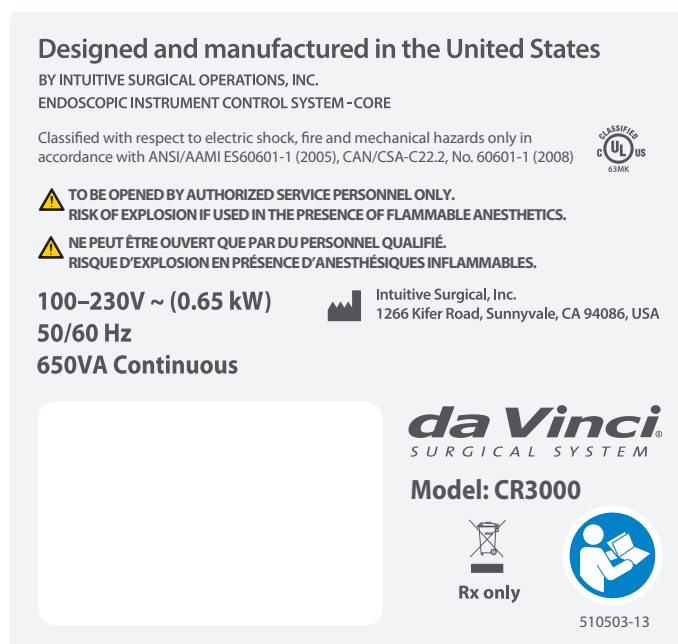 Designed and manufactured in the United States
BY INTUITIVE SURGICAL OPERATIONS, INC.
ENDOSCOPIC INSTRUMENT CONTROL SYSTEM - CORE
Classified with respect to electric shock, fire and mechanical hazards only in
accordance with ANSI/AAMI ES60601-1 (2005), CAN/CSA-C22.2, No. 60601-1 (2008)
CLASSIFIED
C UL US
63MK
TO BE OPENED BY AUTHORIZED SERVICE PERSONNEL ONLY.
RISK OF EXPLOSION IF USED IN THE PRESENCE OF FLAMMABLE ANESTHETICS.
NE PEUT ÊTRE OUVERT QUE PAR DU PERSONNEL QUALIFIÉ.
RISQUE D'EXPLOSION EN PRÉSENCE D'ANESTHÉSIQUES INFLAMMABLES.
100–230V ~ (0.65 kW)
50/60 Hz
650VA Continuous
Intuitive Surgical, Inc.
1266 Kifer Road, Sunnyvale, CA 94086, USA
da Vinci®
SURGICAL SYSTEM
Model: CR3000
Rx only
510503-13